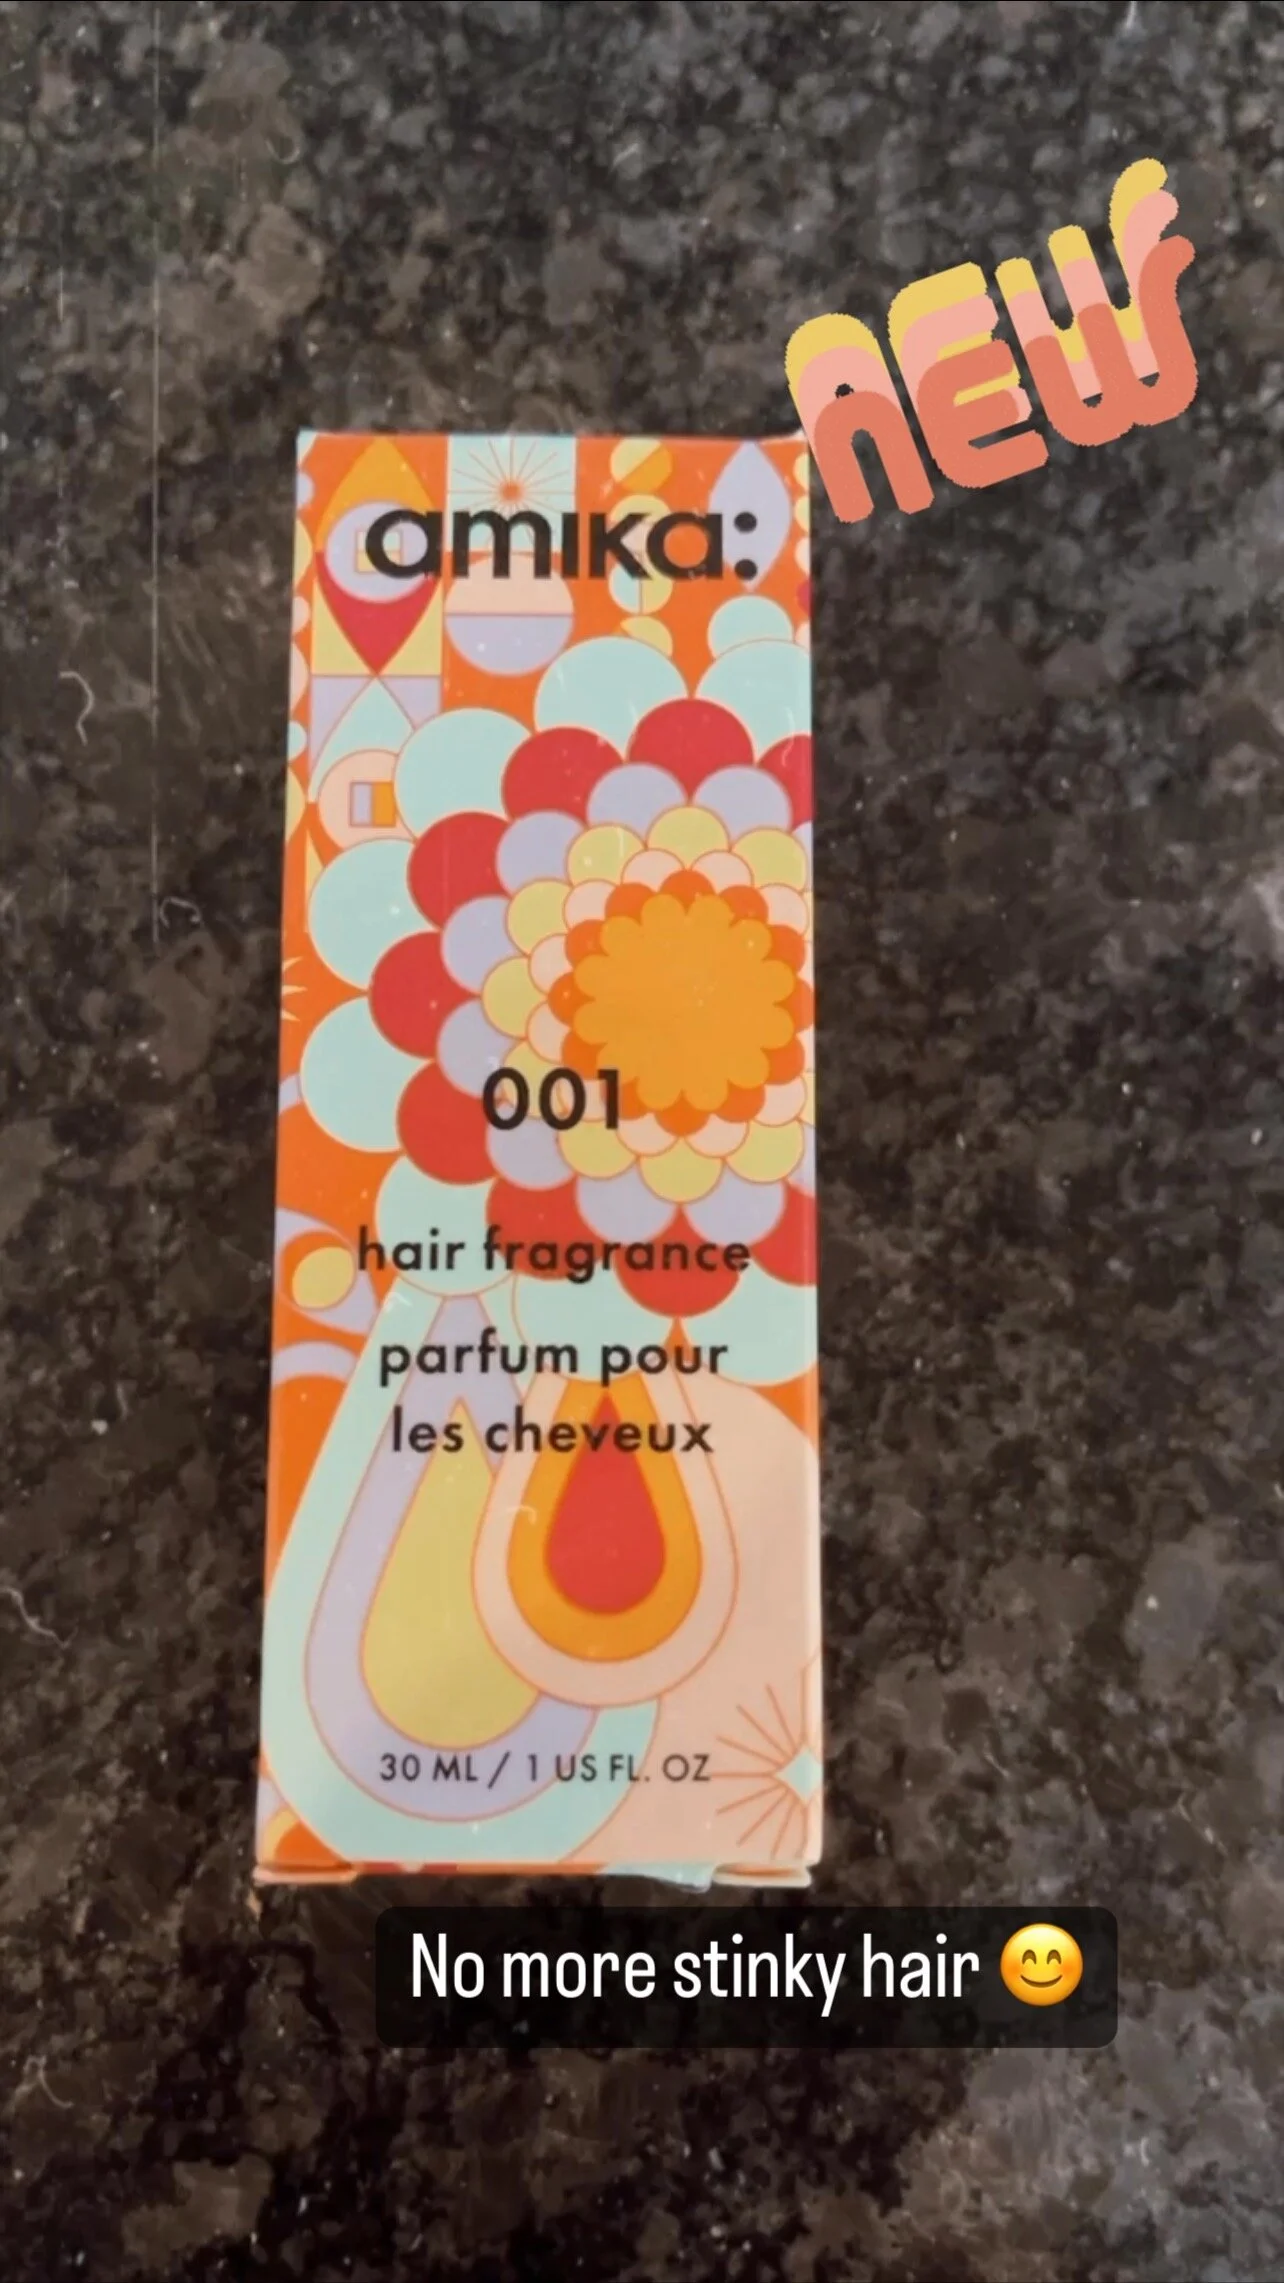 NEW
amika:
001
hair fragrance
parfum pour
les cheveux
30 ML / 1 US FL. OZ
No more stinky hair 😊